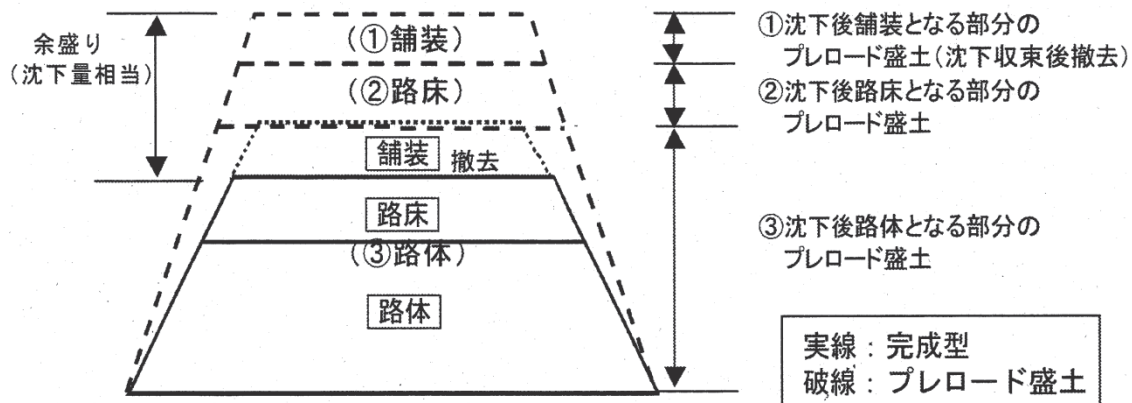 余盛り
(沈下量相当)
(①舗装)
(②路床)
舗装 撤去
路床
(③路体)
路体
①沈下後舗装となる部分の
プレロード盛土(沈下収束後撤去)
②沈下後路床となる部分の
プレロード盛土
③沈下後路体となる部分の
プレロード盛土
実線：完成型
破線：プレロード盛土